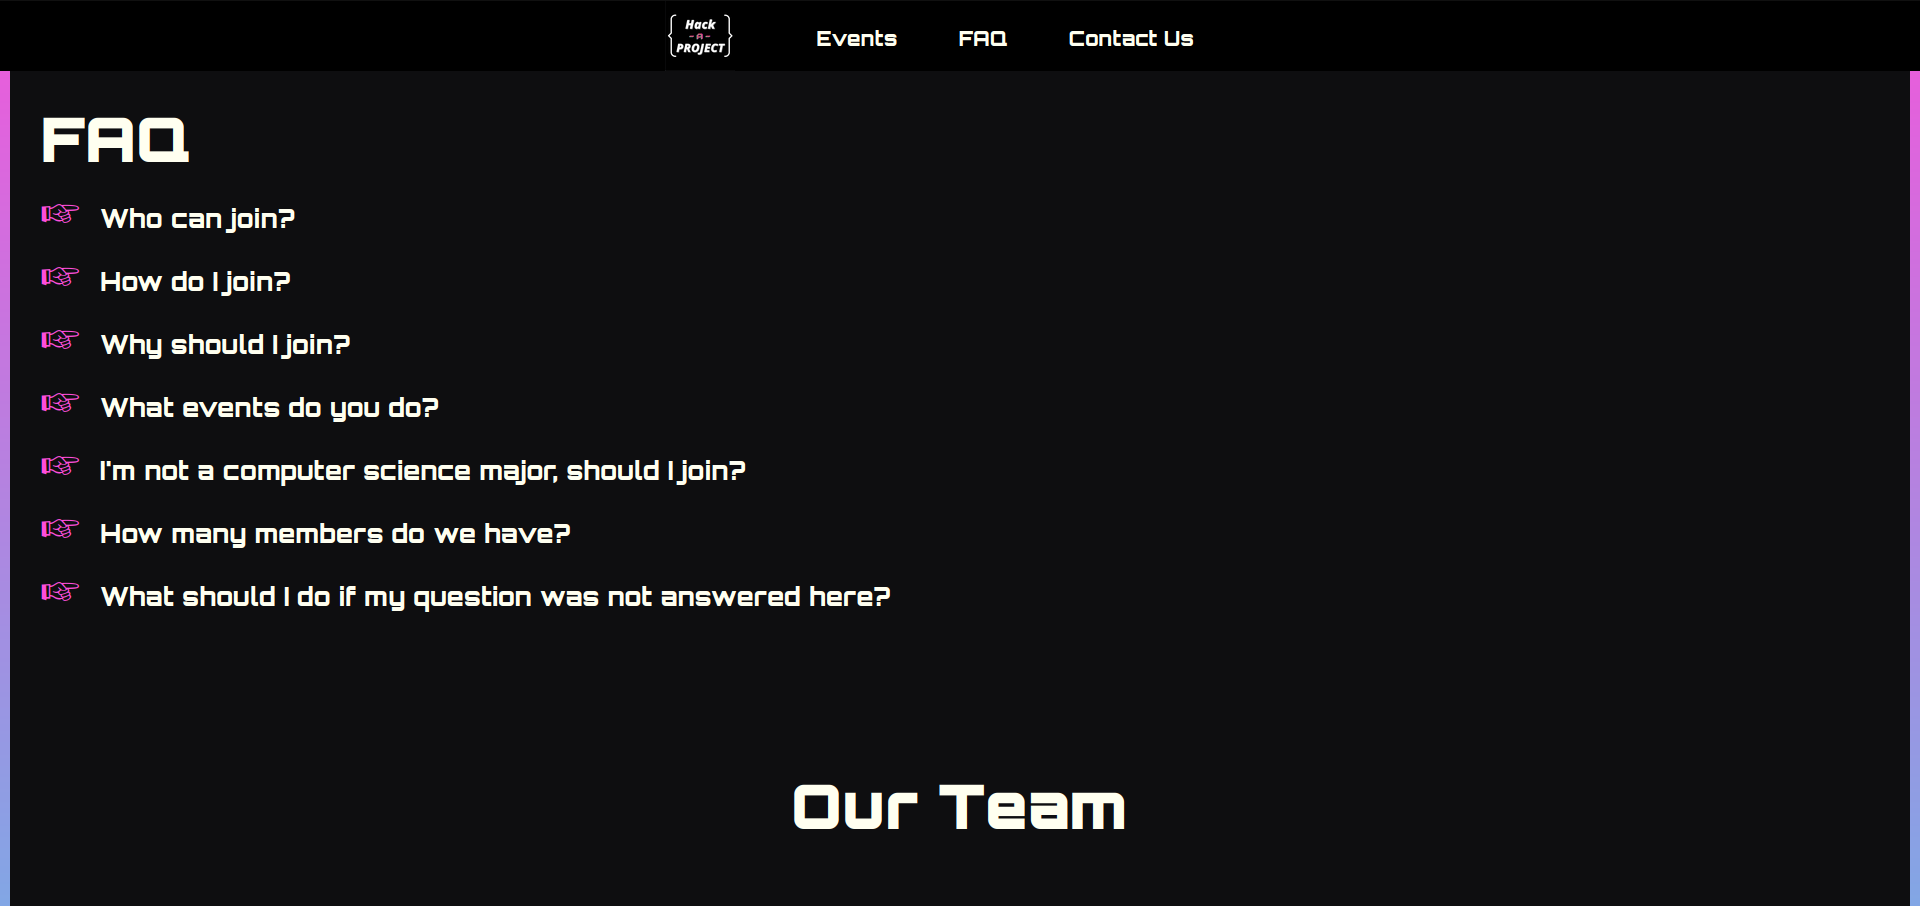 Hack
-A-
PROJECT
Events
FAQ
Contact Us
FAQ
Who can join?
How do I join?
Why should I join?
What events do you do?
I'm not a computer science major, should I join?
How many members do we have?
What should I do if my question was not answered here?
Our Team